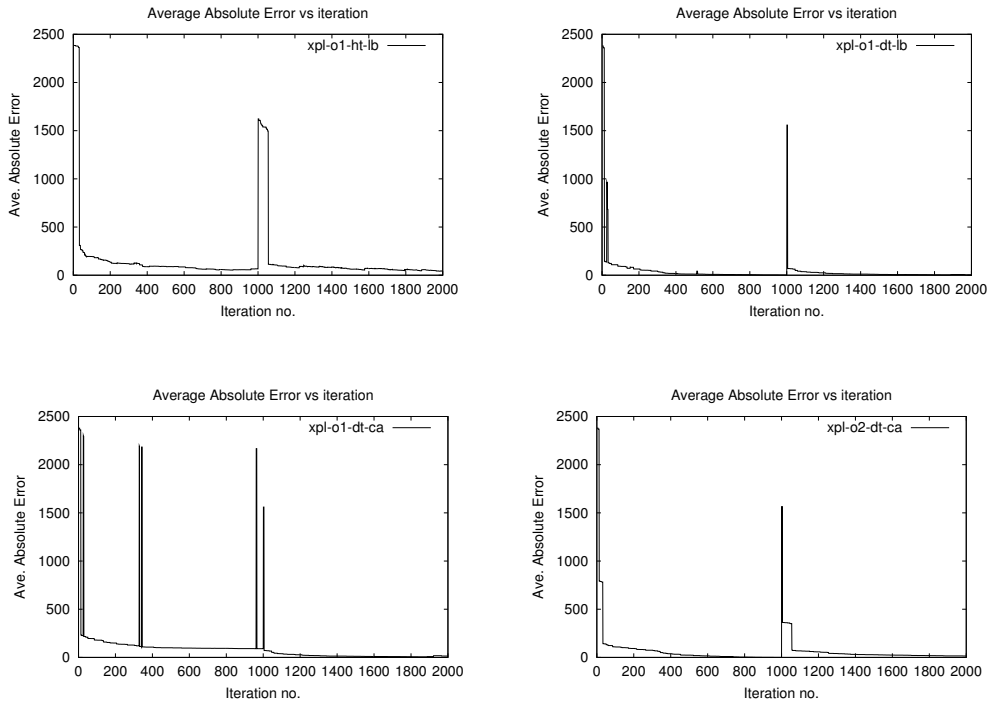 Average Absolute Error vs iteration
2500
2000
1500
1000
500
0
Ave. Absolute Error
xpl-o1-ht-lb
0 200 400 600 800 1000 1200 1400 1600 1800 2000
Iteration no.
Average Absolute Error vs iteration
2500
2000
1500
1000
500
0
Ave. Absolute Error
xpl-o1-dt-lb
0 200 400 600 800 1000 1200 1400 1600 1800 2000
Iteration no.
Average Absolute Error vs iteration
2500
2000
1500
1000
500
0
Ave. Absolute Error
xpl-o1-dt-ca
0 200 400 600 800 1000 1200 1400 1600 1800 2000
Iteration no.
Average Absolute Error vs iteration
2500
2000
1500
1000
500
0
Ave. Absolute Error
xpl-o2-dt-ca
0 200 400 600 800 1000 1200 1400 1600 1800 2000
Iteration no.